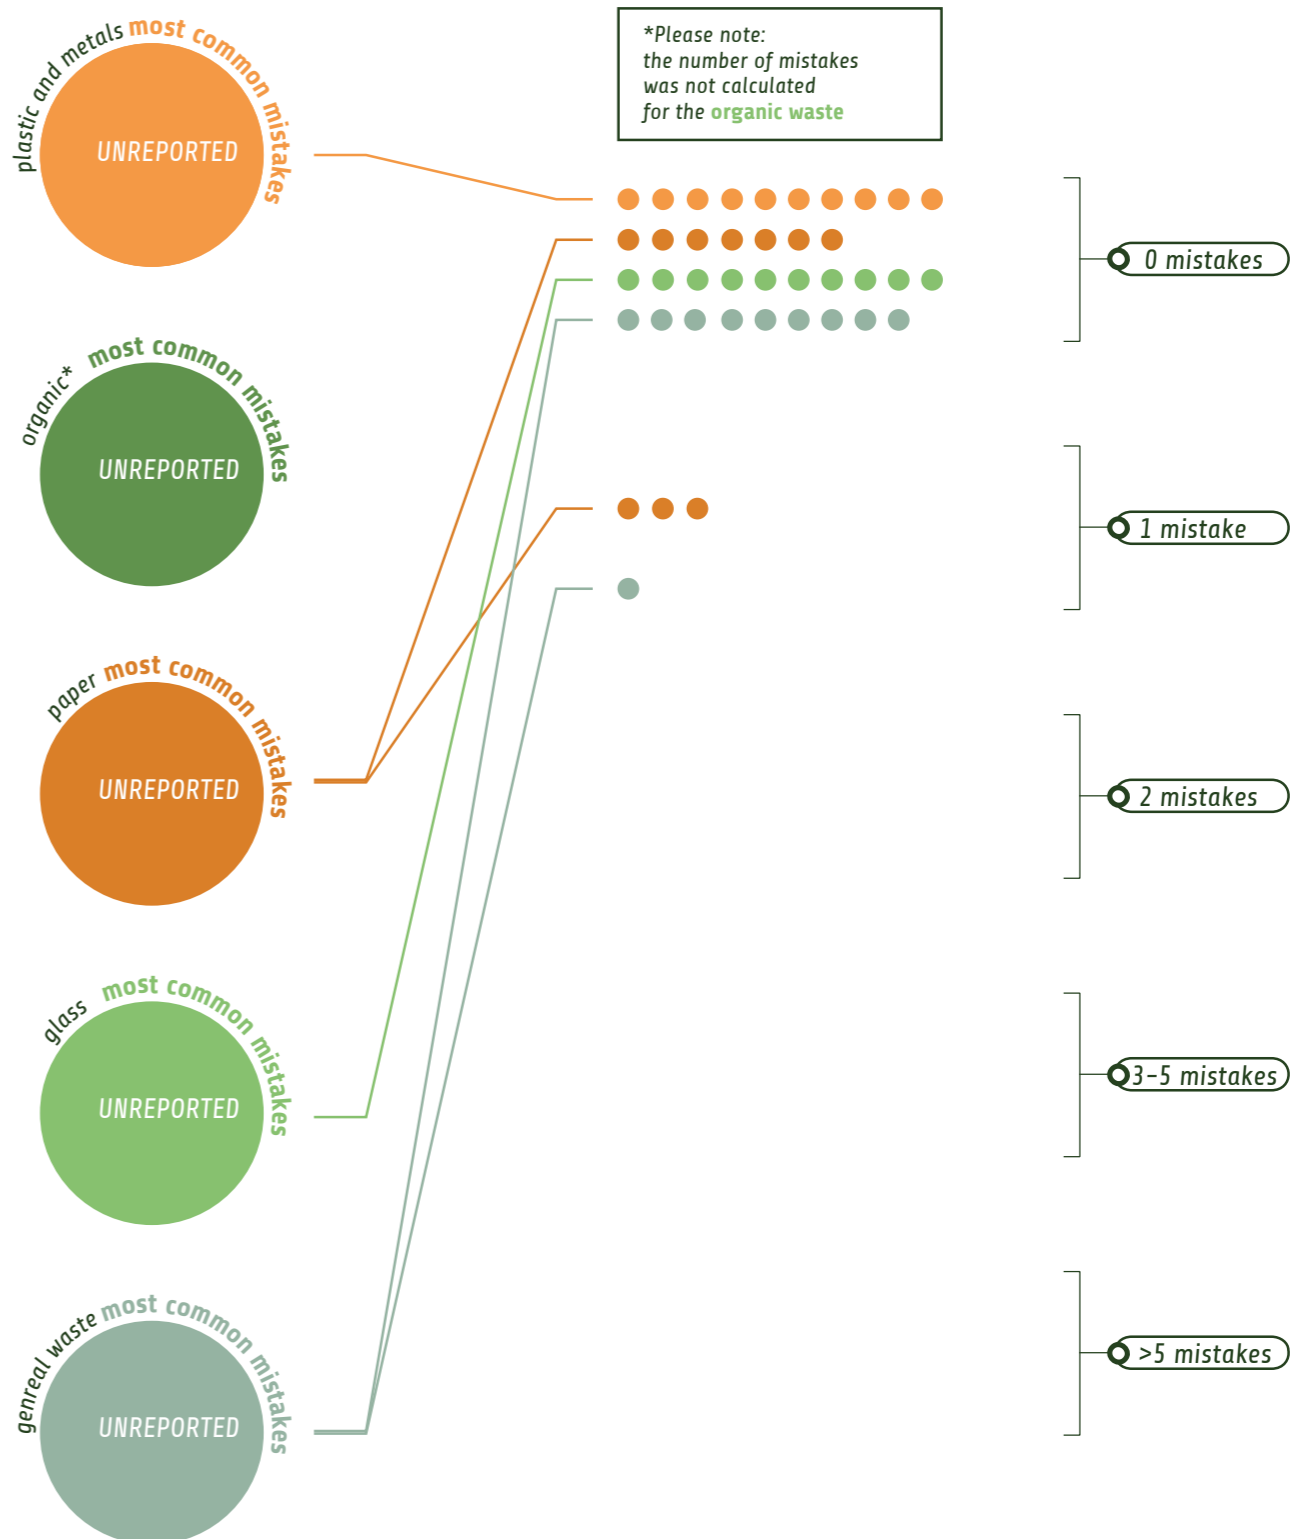 plastic and metals most common mistakes
UNREPORTED
*Please note:
the number of mistakes
was not calculated
for the organic waste
0 mistakes
organic* most common mistakes
UNREPORTED
1 mistake
paper most common mistakes
UNREPORTED
2 mistakes
glass most common mistakes
UNREPORTED
3-5 mistakes
genreal waste most common mistakes
UNREPORTED
>5 mistakes